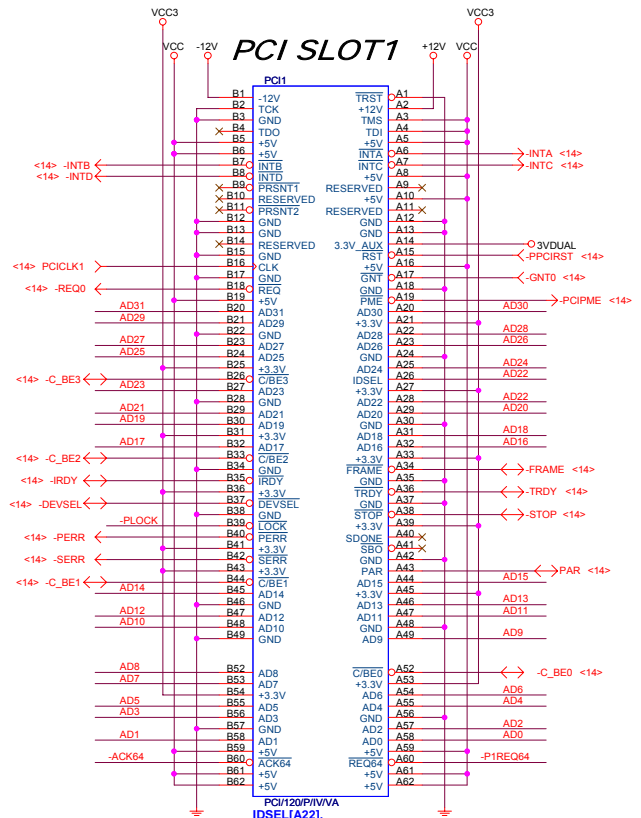 VCC3 VCC3
VCC -12V PCI SLOT1 +12V VCC
PCI1
B1 -12V TRST A1
B2 TCK +12V A2
B3 GND TMS A3
B4 TDO TDI A4
B5 +5V +5V A5
B6 +5V INTA A6 -INTA <14>
<14> -INTB B7 INTB INTC A7 -INTC <14>
<14> -INTD B8 INTD +5V A8
B9 PRSNT1 RESERVED A9
B10 RESERVED +5V A10
B11 PRSNT2 RESERVED A11
B12 GND GND A12
B13 GND GND A13
B14 RESERVED 3.3V_AUX A14 3VDUAL
B15 GND RST A15 -PPCIRST <14>
<14> PCICLK1 B16 CLK +5V A16
B17 GND GNT A17 -GNT0 <14>
<14> -REQ0 B18 REQ GND A18
B19 +5V PME A19 -PCIPME <14>
AD31 B20 AD31 AD30 A20 AD30
AD29 B21 AD29 +3.3V A21
B22 GND AD28 A22 AD28
AD27 B23 AD27 AD26 A23 AD26
AD25 B24 AD25 GND A24
B25 +3.3V AD24 A25 AD24
<14> -C_BE3 B26 C/BE3 IDSEL A26 AD22
AD23 B27 AD23 +3.3V A27
B28 GND AD22 A28 AD22
AD21 B29 AD21 AD20 A29 AD20
AD19 B30 AD19 GND A30
B31 +3.3V AD18 A31 AD18
AD17 B32 AD17 AD16 A32 AD16
<14> -C_BE2 B33 C/BE2 +3.3V A33
B34 GND FRAME A34 -FRAME <14>
<14> -IRDY B35 IRDY GND A35
B36 +3.3V TRDY A36 -TRDY <14>
<14> -DEVSEL B37 DEVSEL GND A37
B38 GND STOP A38 -STOP <14>
-PLOCK B39 LOCK +3.3V A39
<14> -PERR B40 PERR SDONE A40
B41 +3.3V SBO A41
<14> -SERR B42 SERR GND A42
B43 +3.3V PAR A43 PAR <14>
<14> -C_BE1 B44 C/BE1 AD15 A44 AD15
AD14 B45 AD14 +3.3V A45
B46 GND AD13 A46 AD13
AD12 B47 AD12 AD11 A47 AD11
AD10 B48 AD10 GND A48
B49 GND AD9 A49 AD9
AD8 B52 AD8 C/BE0 A52 -C_BE0 <14>
AD7 B53 AD7 +3.3V A53
B54 +3.3V AD6 A54 AD6
AD5 B55 AD5 AD4 A55 AD4
AD3 B56 AD3 GND A56
B57 GND AD2 A57 AD2
AD1 B58 AD1 AD0 A58 AD0
B59 +5V +5V A59
-ACK64 B60 ACK64 REQ64 A60 -P1REQ64
B61 +5V +5V A61
B62 +5V +5V A62
PCI/120/P/IV/VA
IDSEL[A22],